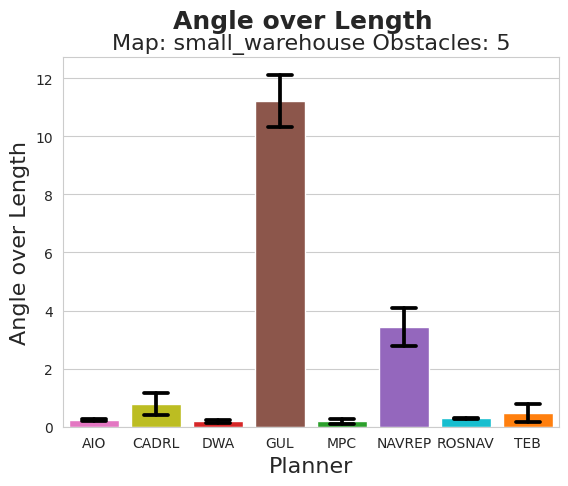 Angle over Length
Map: small_warehouse Obstacles: 5
Angle over Length
12
10
8
6
4
2
0
AIO CADRL DWA GUL MPC NAVREP ROSNAV TEB
Planner